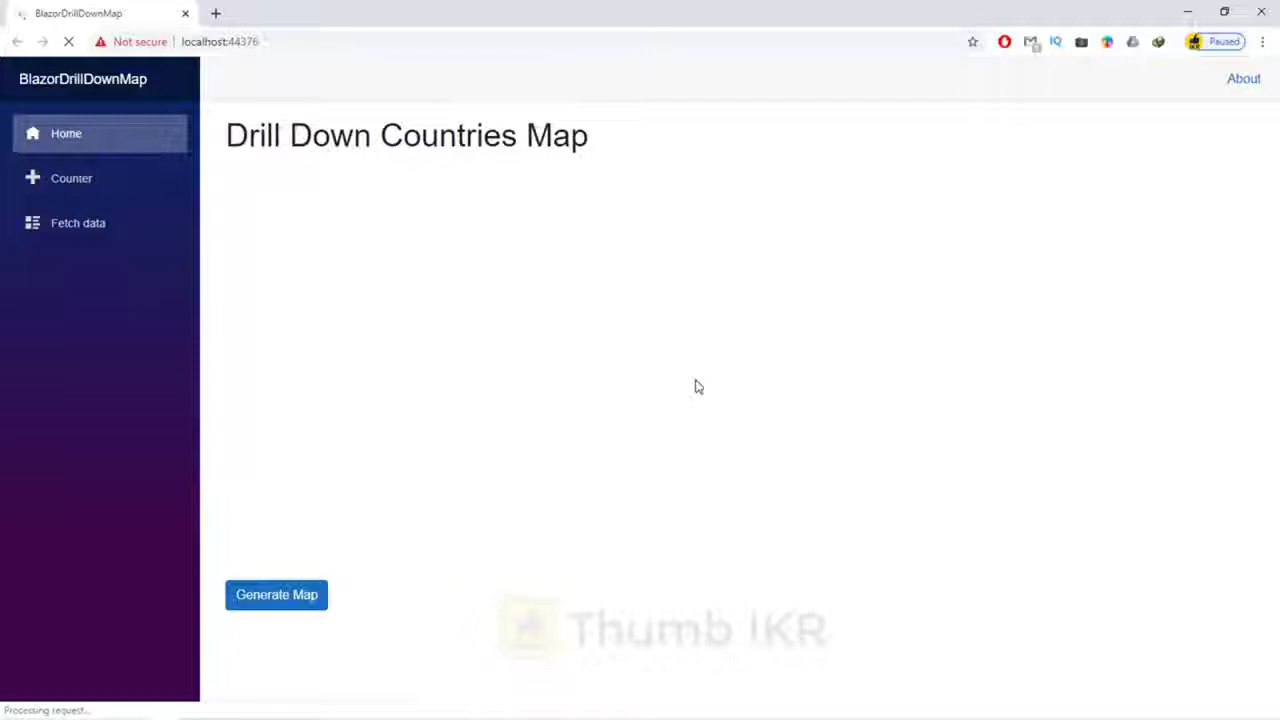 BlazorDrillDownMap
Not secure | localhost:44376
Paused
BlazorDrillDownMap
About
Home
Drill Down Countries Map
Counter
Fetch data
Generate Map
Thumb IKR
Processing request...